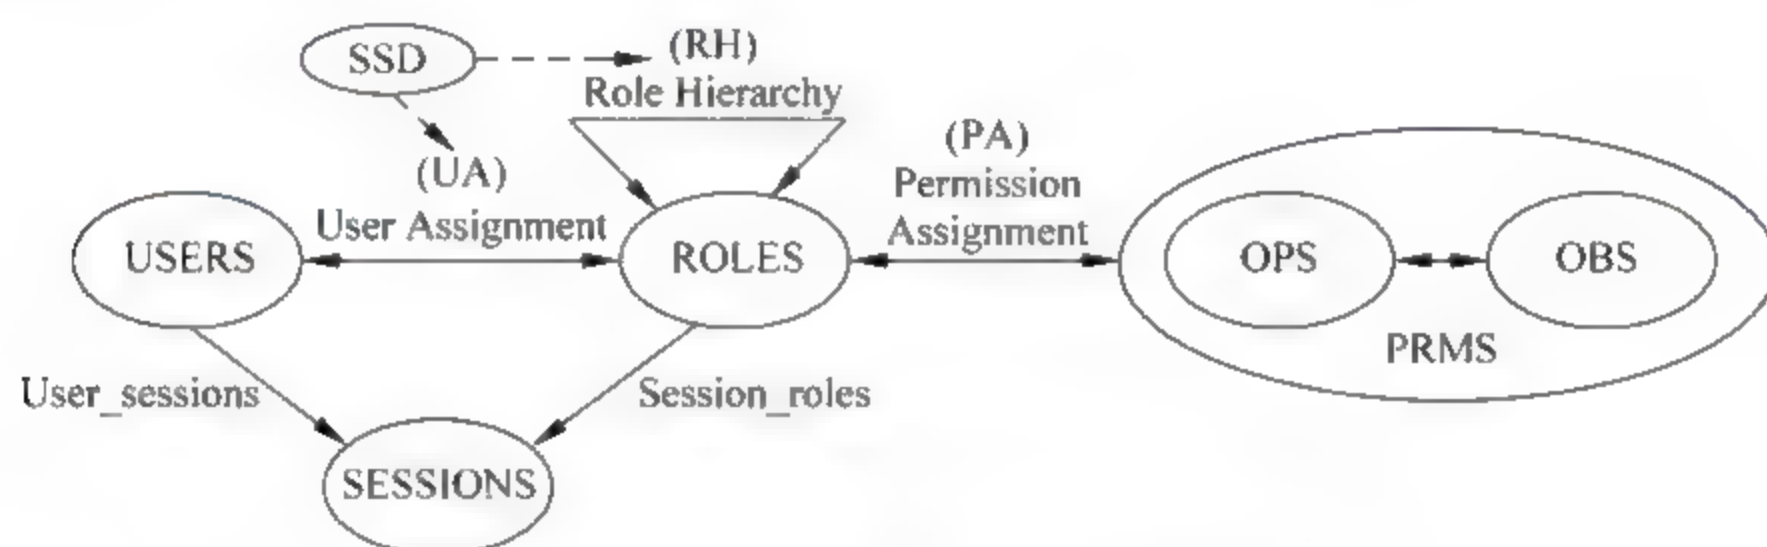 SSD
(RH)
Role Hierarchy
(UA)
User Assignment
(PA)
Permission
Assignment
USERS
ROLES
OPS
OBS
PRMS
User_sessions
Session_roles
SESSIONS